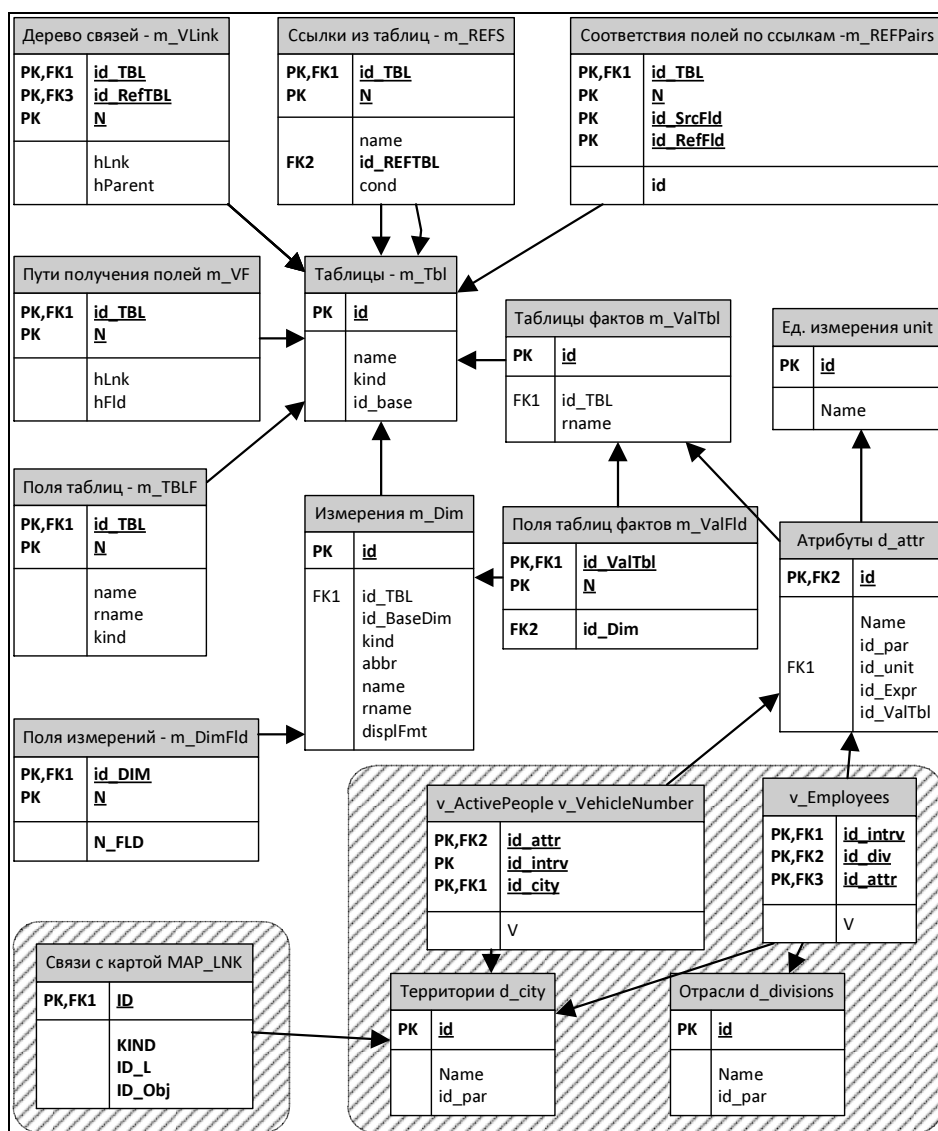 Дерево связей - m_VLink
PK,FK1 id_TBL
PK,FK3 id_RefTBL
PK N
hLnk
hParent
Ссылки из таблиц - m_REFS
PK,FK1 id_TBL
PK N
name
FK2 id_REFTBL
cond
Соответствия полей по ссылкам -m_REFPairs
PK,FK1 id_TBL
PK N
PK id_SrcFld
PK id_RefFld
id
Пути получения полей m_VF
PK,FK1 id_TBL
PK N
hLnk
hFld
Таблицы - m_Tbl
PK id
name
kind
id_base
Таблицы фактов m_ValTbl
PK id
FK1 id_TBL
rname
Ед. измерения unit
PK id
Name
Поля таблиц - m_TBLF
PK,FK1 id_TBL
PK N
name
rname
kind
Измерения m_Dim
PK id
FK1 id_TBL
id_BaseDim
kind
abbr
name
rname
displFmt
Поля таблиц фактов m_ValFld
PK,FK1 id_ValTbl
PK N
FK2 id_Dim
Атрибуты d_attr
PK,FK2 id
Name
id_par
FK1 id_unit
id_Expr
id_ValTbl
Поля измерений - m_DimFld
PK,FK1 id_DIM
PK N
N_FLD
v_ActivePeople v_VehicleNumber
PK,FK2 id_attr
PK id_intrv
PK,FK1 id_city
V
v_Employees
PK,FK1 id_intrv
PK,FK2 id_div
PK,FK3 id_attr
V
Связи с картой MAP_LNK
PK,FK1 ID
KIND
ID_L
ID_Obj
Территории d_city
PK id
Name
id_par
Отрасли d_divisions
PK id
Name
id_par